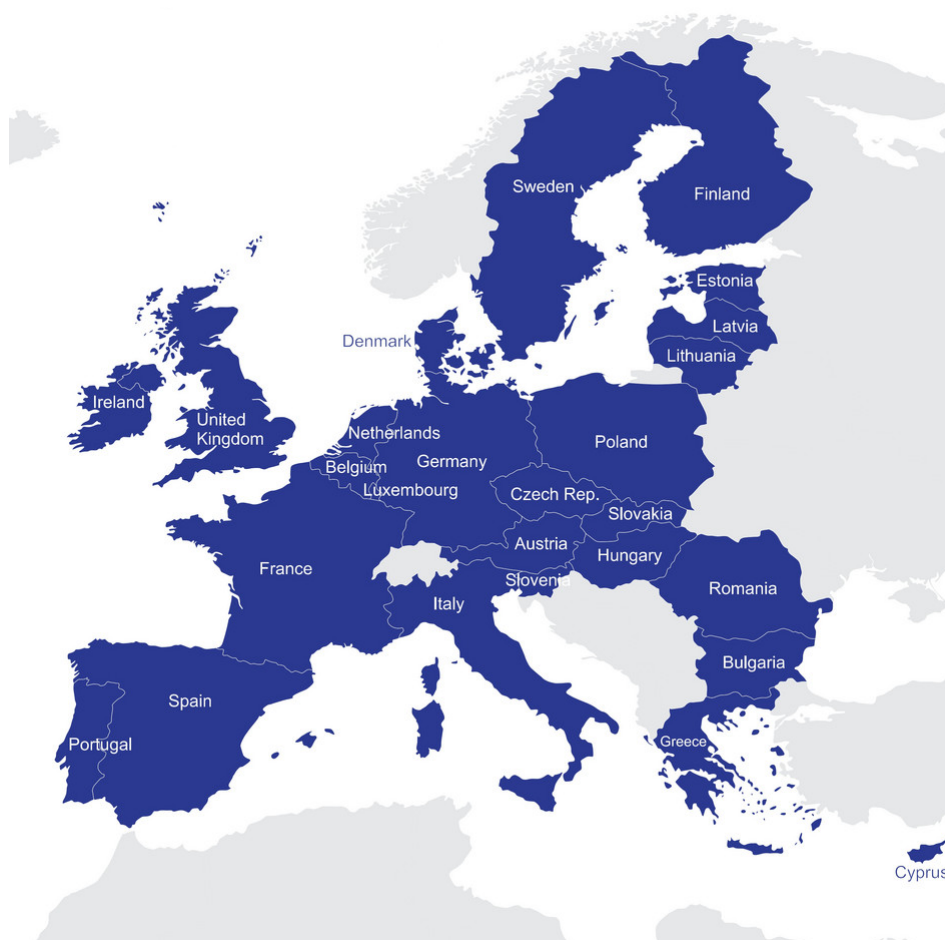 Sweden
Finland
Estonia
Latvia
Lithuania
Denmark
Ireland
United
Kingdom
Netherlands
Belgium
Germany
Luxembourg
Poland
Czech Rep.
Slovakia
Austria
Hungary
France
Slovenia
Italy
Romania
Bulgaria
Spain
Portugal
Greece
Cyprus